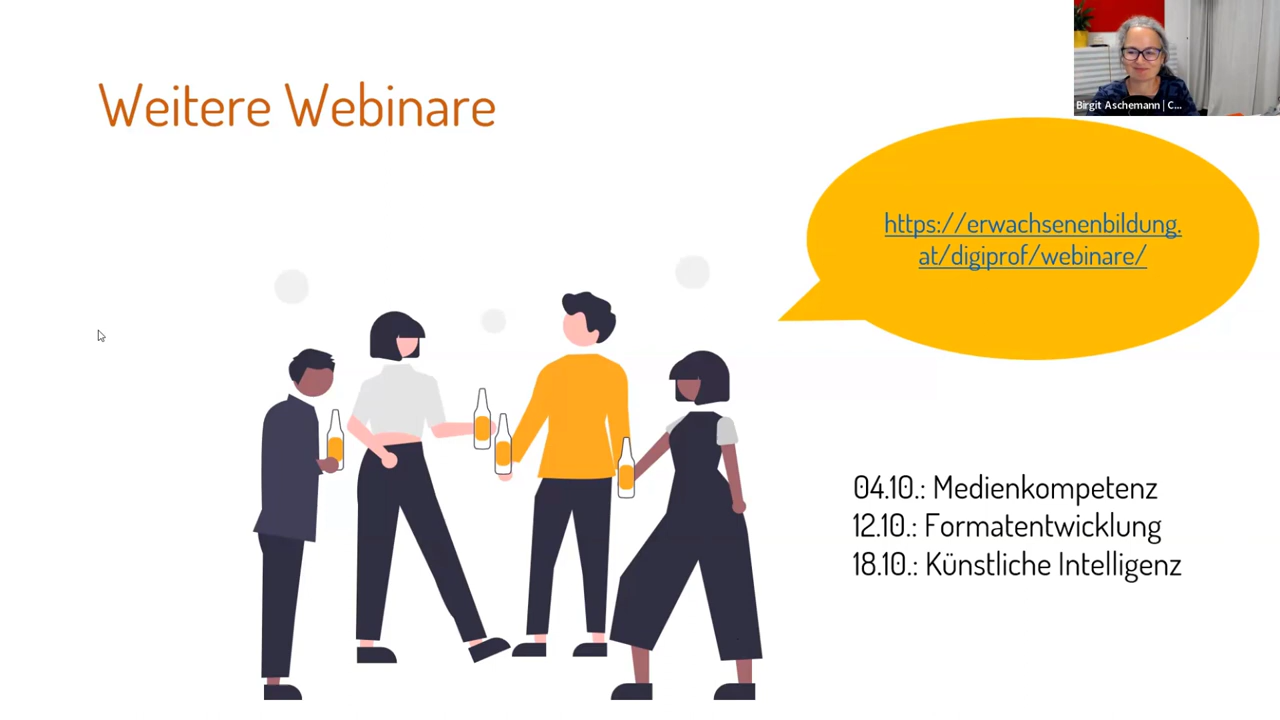 Weitere Webinare
Birgit Aschemann | C...
https://erwachsenenbildung.
at/digiprof/webinare/
04.10.: Medienkompetenz
12.10.: Formatentwicklung
18.10.: Künstliche Intelligenz